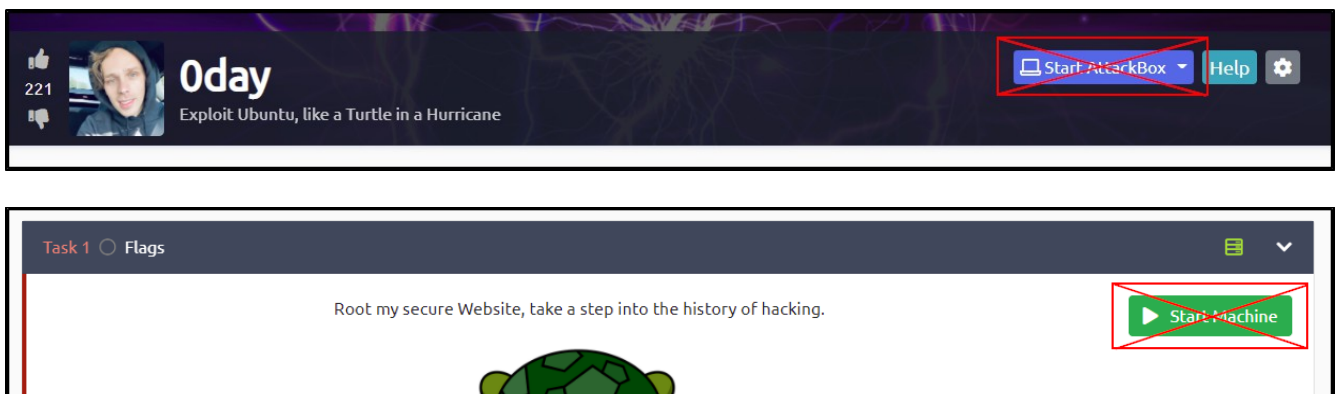 221
0day
Exploit Ubuntu, like a Turtle in a Hurricane
Start AttackBox
Help
Task 1 Flags
Root my secure Website, take a step into the history of hacking.
Start Machine